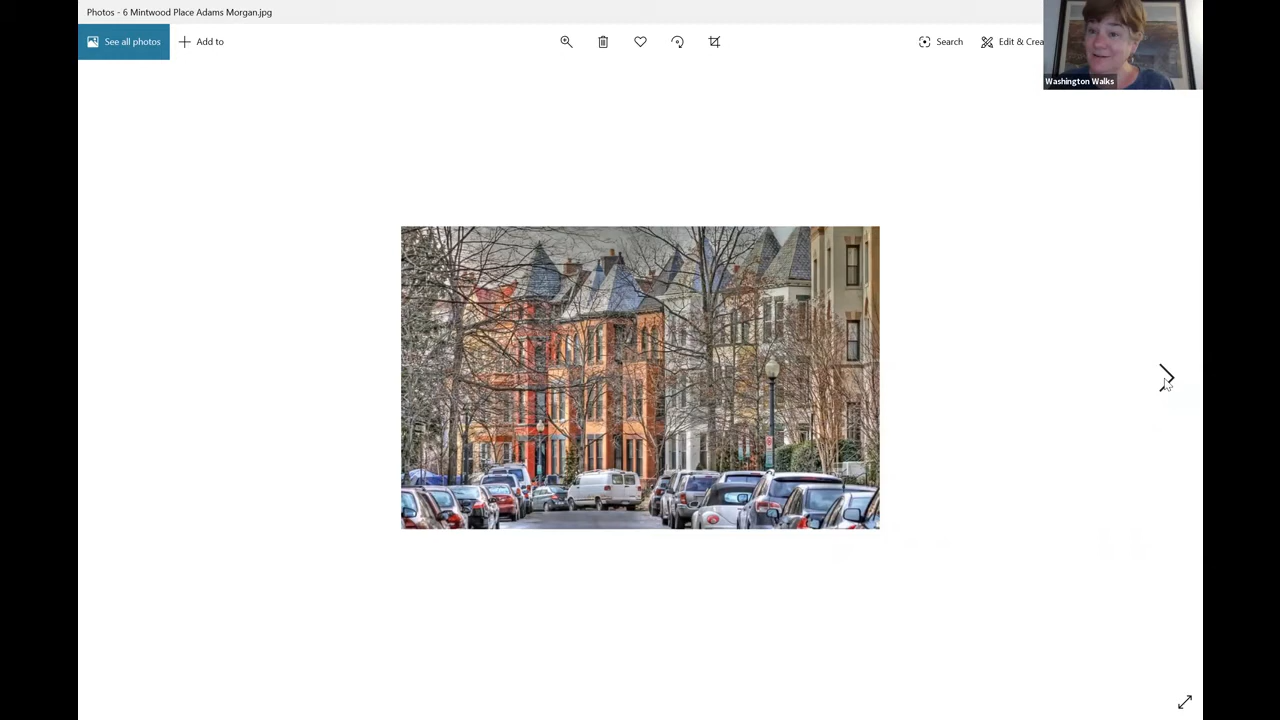 Photos - 6 Mintwood Place Adams Morgan.jpg
See all photos
Add to
Search
Edit & Crea
Washington Walks